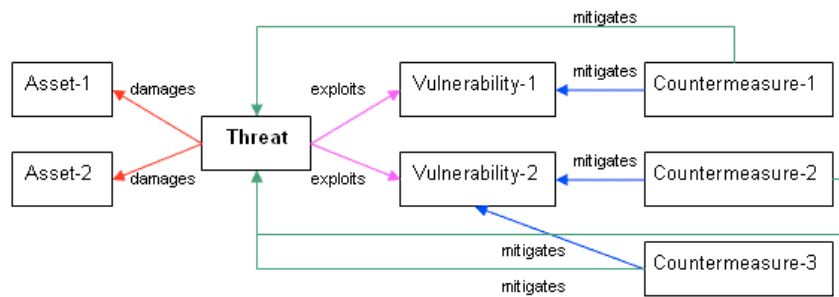 mitigates
Asset-1
damages
exploits
Vulnerability-1
mitigates
Countermeasure-1
Threat
Asset-2
damages
exploits
Vulnerability-2
mitigates
Countermeasure-2
mitigates
Countermeasure-3
mitigates